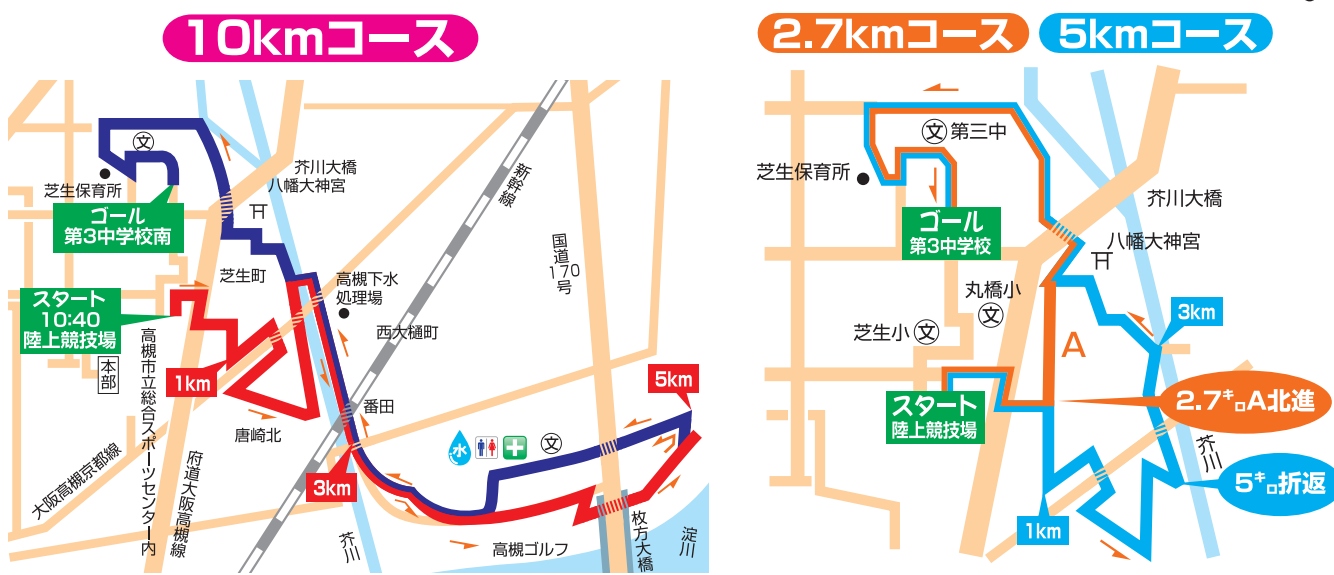 10kmコース
文
芝生保育所
ゴール
第3中学校南
芥川大橋
八幡大神宮
新幹線
国道170号
芝生町
高槻下水
処理場
スタート
10:40
陸上競技場
本部
高槻市立総合スポーツセンター内
西大樋町
1km
5km
番田
唐崎北
水
文
3km
大阪高槻京都線
府道大阪高槻線
芥川
高槻ゴルフ
枚方大橋
淀川
2.7kmコース
5kmコース
文 第三中
芝生保育所
芥川大橋
ゴール
第3中学校
八幡大神宮
丸橋小
文
芝生小 文
3km
A
スタート
陸上競技場
2.7㌔A北進
芥川
5㌔折返
1km